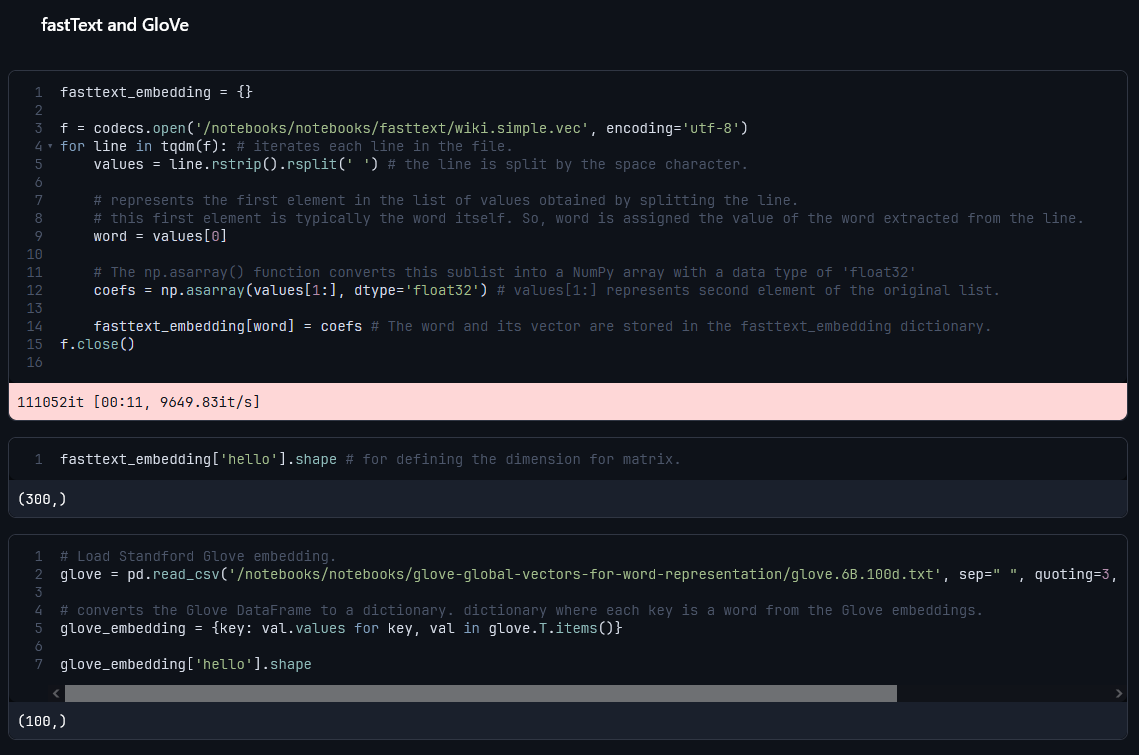 fastText and GloVe
1 fasttext_embedding = {}
2
3 f = codecs.open('/notebooks/notebooks/fasttext/wiki.simple.vec', encoding='utf-8')
4 for line in tqdm(f): # iterates each line in the file.
5     values = line.rstrip().rsplit(' ') # the line is split by the space character.
6
7     # represents the first element in the list of values obtained by splitting the line.
8     # this first element is typically the word itself. So, word is assigned the value of the word extracted from the line.
9     word = values[0]
10
11     # The np.asarray() function converts this sublist into a NumPy array with a data type of 'float32'
12     coefs = np.asarray(values[1:], dtype='float32') # values[1:] represents second element of the original list.
13
14     fasttext_embedding[word] = coefs # The word and its vector are stored in the fasttext_embedding dictionary.
15 f.close()
16
111052it [00:11, 9649.83it/s]
1 fasttext_embedding['hello'].shape # for defining the dimension for matrix.
(300,)
1 # Load Standford Glove embedding.
2 glove = pd.read_csv('/notebooks/notebooks/glove-global-vectors-for-word-representation/glove.6B.100d.txt', sep=" ", quoting=3,
3
4 # converts the Glove DataFrame to a dictionary. dictionary where each key is a word from the Glove embeddings.
5 glove_embedding = {key: val.values for key, val in glove.T.items()}
6
7 glove_embedding['hello'].shape
(100,)